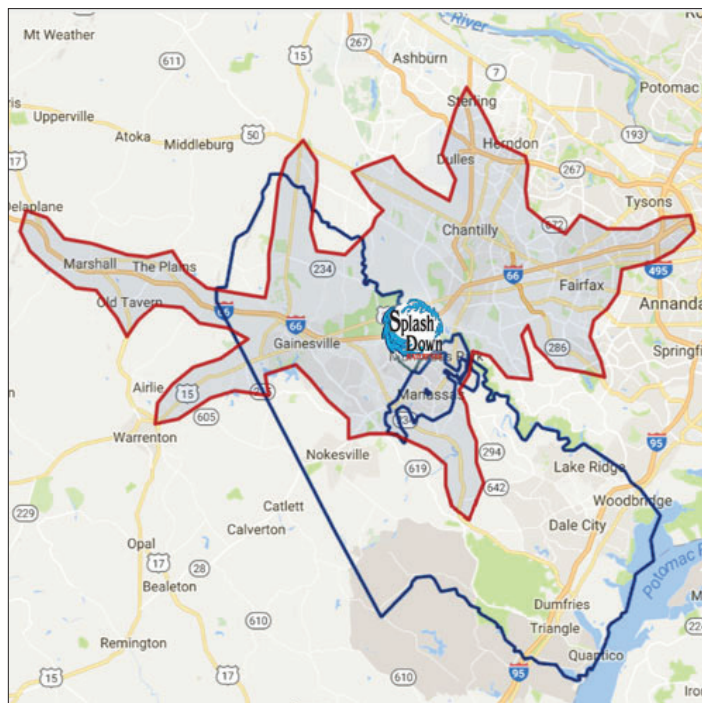 Mt Weather
15
267
Ashburn
River
7
611
Sterling
Potomac
Upperville
Atoka
50
Middleburg
Herndon
193
17
Dulles
267
Delaplane
672
Tysons
Chantilly
Marshall
The Plains
234
66
Fairfax
495
Old Tavern
66
66
Splash
Down
Annanda
Gainesville
286
Springf
Airlie
15
Manassas
605
234
Warrenton
Nokesville
619
294
95
Lake Ridge
642
Woodbridge
229
Catlett
Dale City
Calverton
Opal
17
28
Bealeton
Potomac
Dumfries
610
Triangle
Remington
Quantico
15
17
610
95
Iron